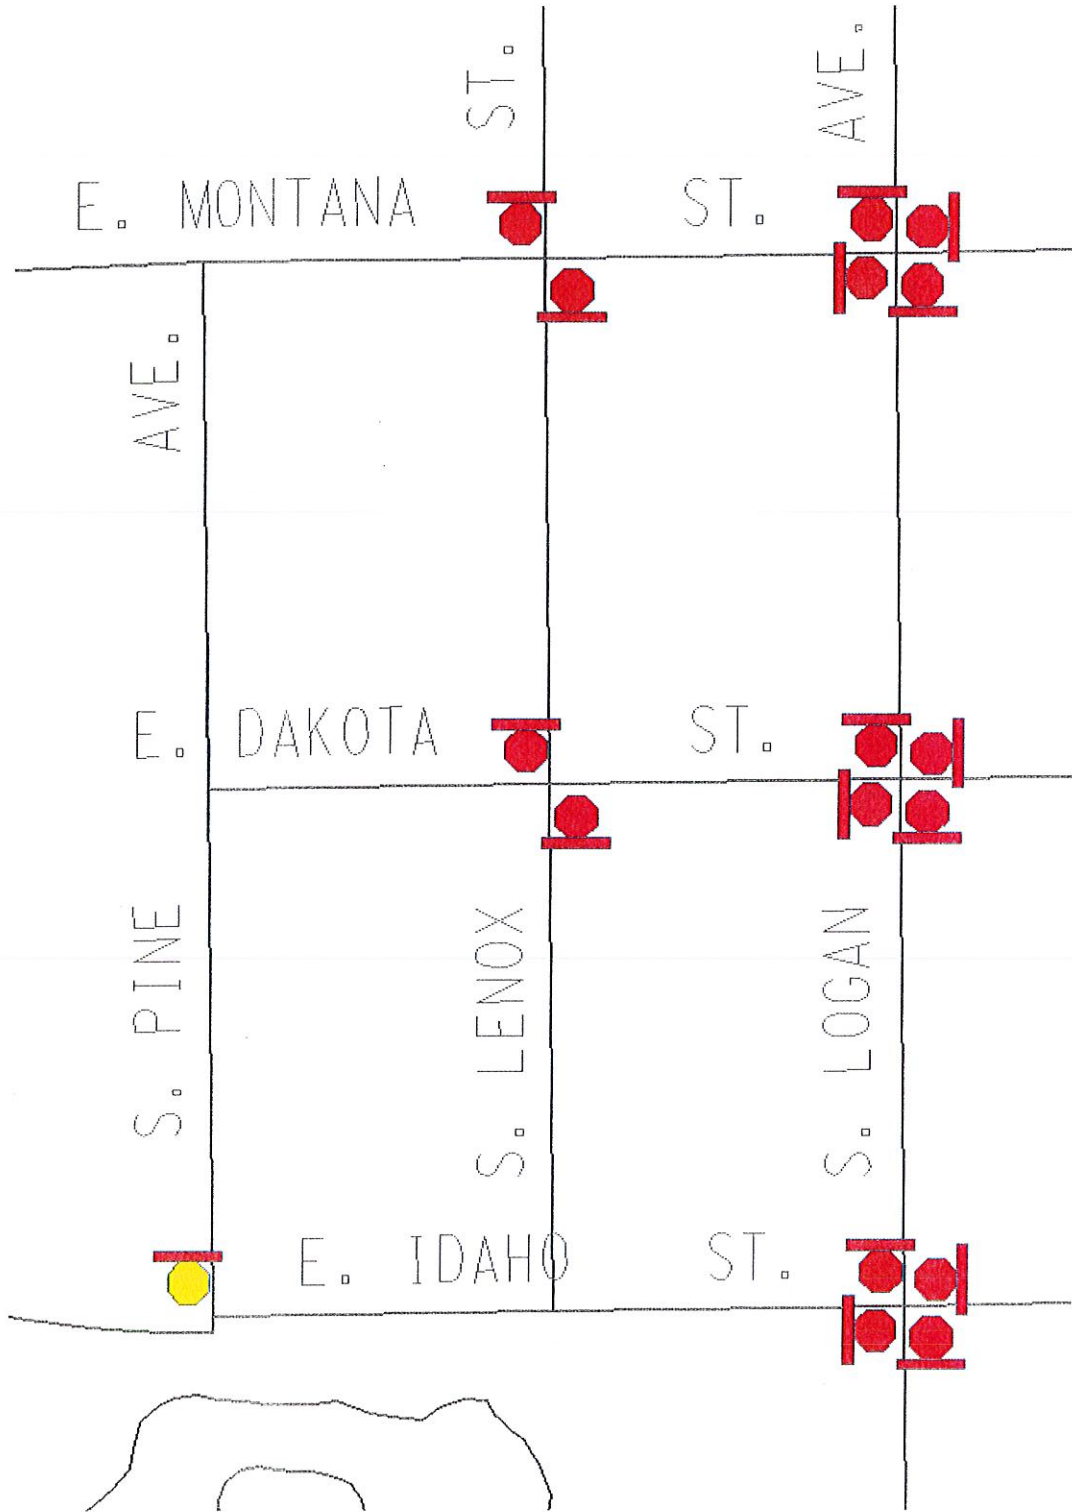 ST.
AVE.
E. MONTANA ST.
AVE.
E. DAKOTA ST.
S. PINE
S. LENOX
S. LOGAN
E. IDAHO ST.